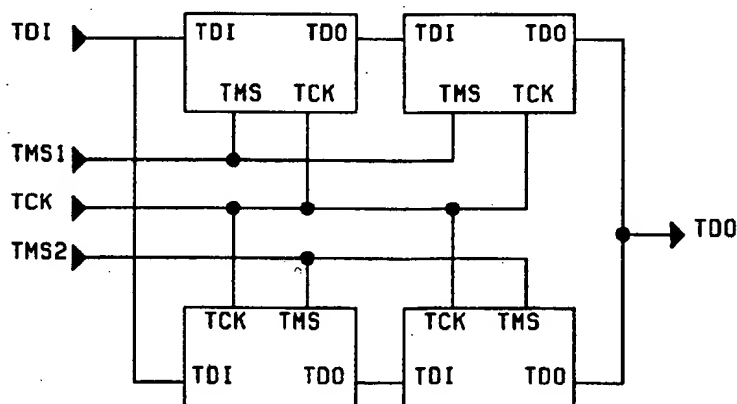 TDI TDI TDO TDI TDO
TMS TCK TMS TCK
TMS1
TCK
TDO
TMS2
TCK TMS TCK TMS
TDI TDO TDI TDO